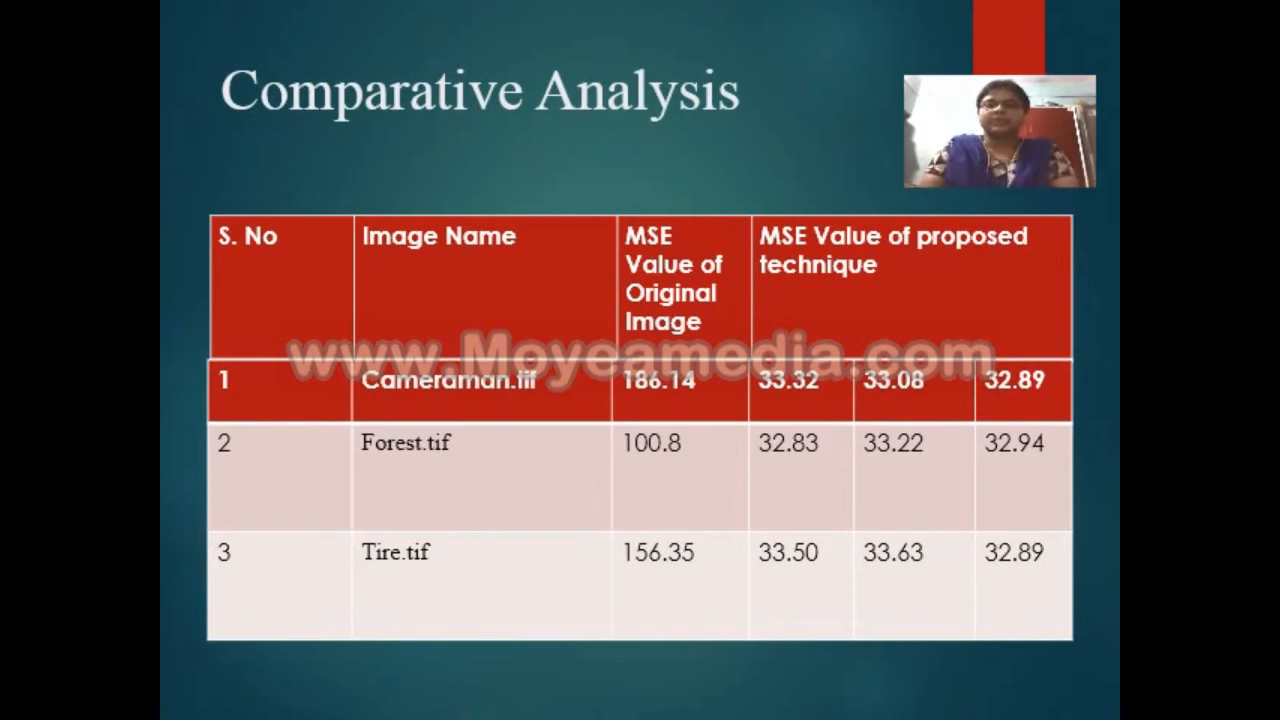 Comparative Analysis
S. No Image Name MSE Value of Original Image MSE Value of proposed technique
www.Moyeamedia.com
1 Cameraman.tif 186.14 33.32 33.08 32.89
2 Forest.tif 100.8 32.83 33.22 32.94
3 Tire.tif 156.35 33.50 33.63 32.89